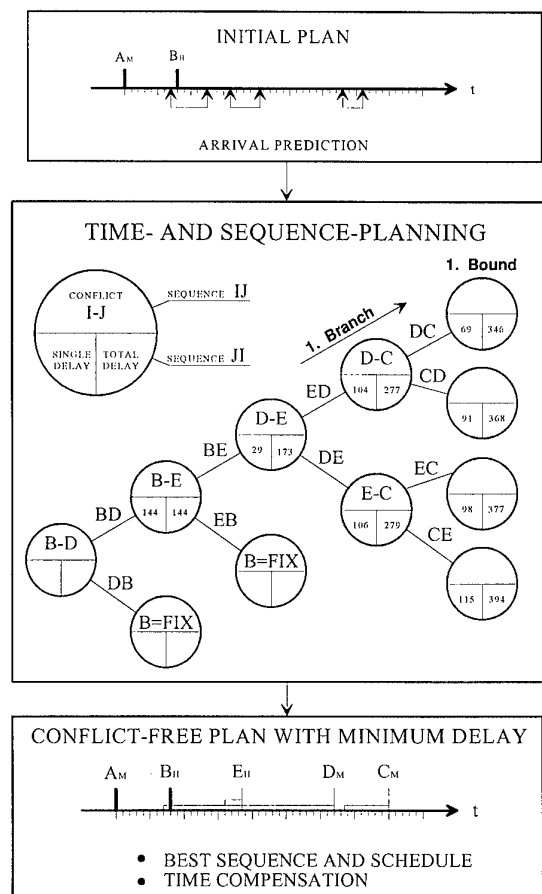 INITIAL PLAN
AM BH
t
ARRIVAL PREDICTION
TIME- AND SEQUENCE-PLANNING
1. Bound
CONFLICT
I-J
SEQUENCE IJ
SINGLE DELAY
TOTAL DELAY
SEQUENCE JI
1. Branch
DC
69 346
D-C
104 277
CD
91 368
ED
D-E
29 173
DE
BE
B-E
144 144
EC
98 377
E-C
106 279
CE
115 394
BD
EB
B-D
B=FIX
DB
B=FIX
CONFLICT-FREE PLAN WITH MINIMUM DELAY
AM BH EH DM CM
t
• BEST SEQUENCE AND SCHEDULE
• TIME COMPENSATION